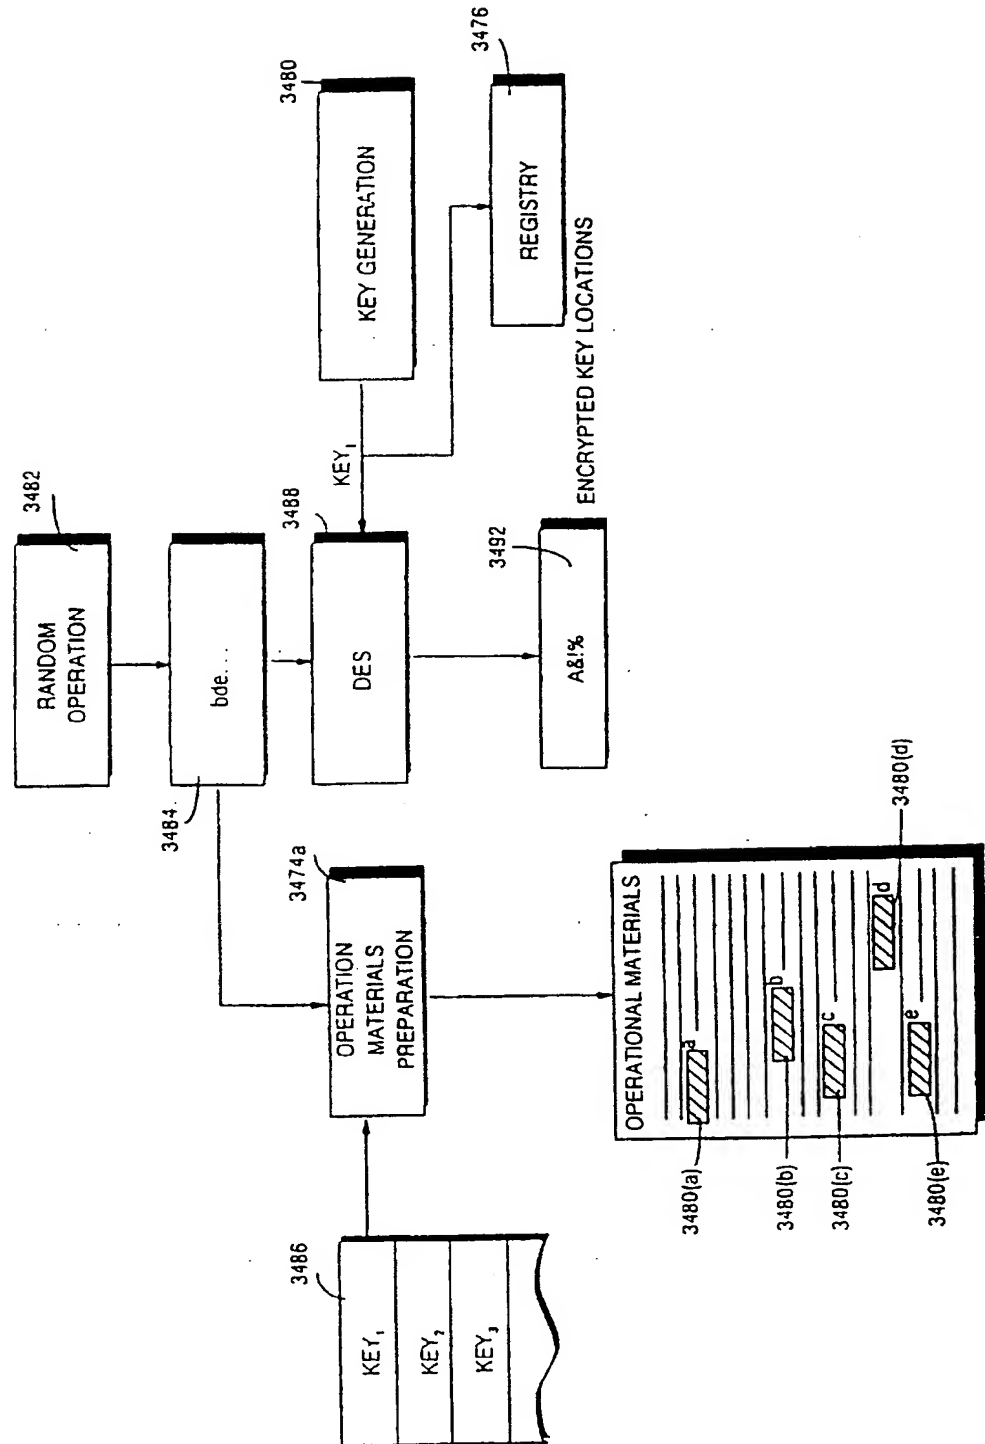 3482
RANDOM
OPERATION
3484
bde...
3488
DES
KEY₁
3480
KEY GENERATION
3476
REGISTRY
3492
A&!%
ENCRYPTED KEY LOCATIONS
3474a
OPERATION
MATERIALS
PREPARATION
3486
KEY₁
KEY₂
KEY₃
OPERATIONAL MATERIALS
a
b
c
d
e
3480(a)
3480(b)
3480(c)
3480(d)
3480(e)